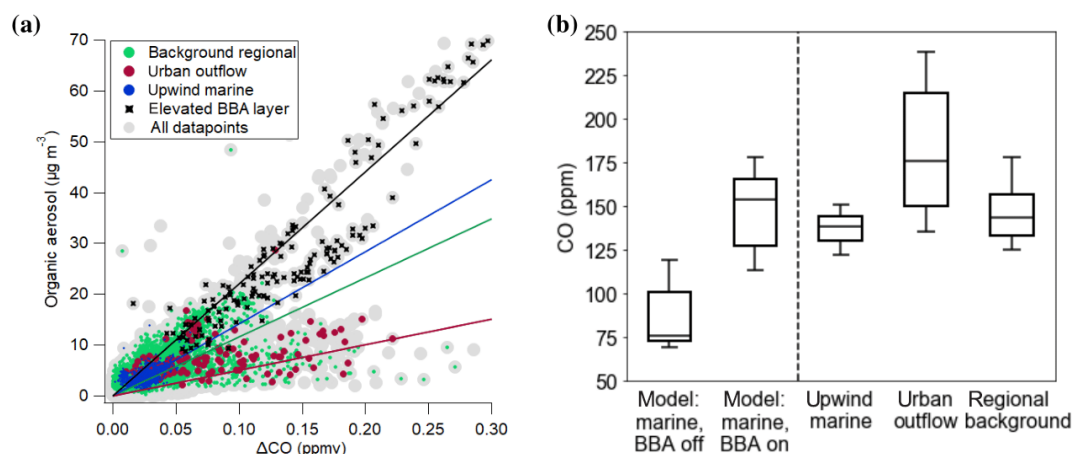 (a)
70
60
50
40
30
20
10
0
Organic aerosol (µg m⁻³)
Background regional
Urban outflow
Upwind marine
Elevated BBA layer
All datapoints
0.00 0.05 0.10 0.15 0.20 0.25 0.30
ΔCO (ppmv)
(b)
250
225
200
175
150
125
100
75
50
CO (ppm)
Model: marine, BBA off
Model: marine, BBA on
Upwind marine
Urban outflow
Regional background